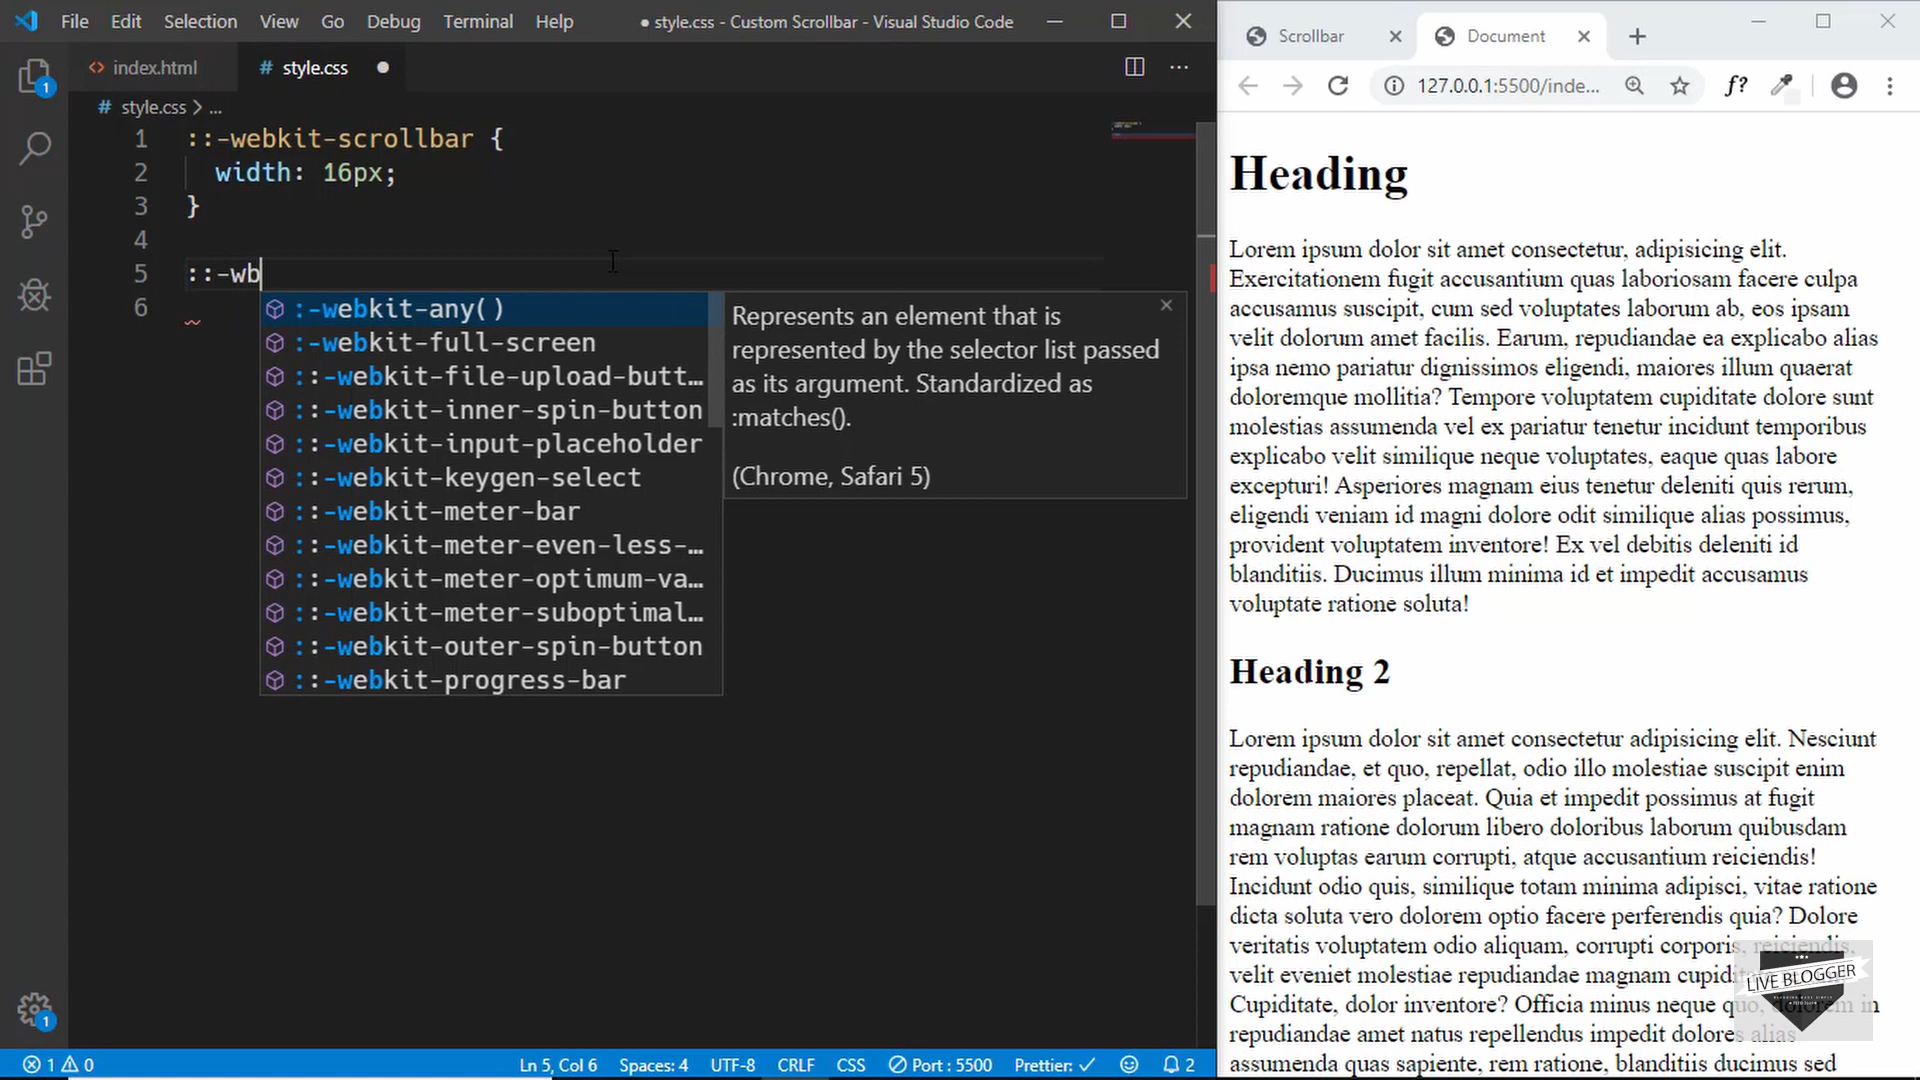 File Edit Selection View Go Debug Terminal Help ● style.css - Custom Scrollbar - Visual Studio Code
index.html # style.css ●
# style.css > ...
1 ::-webkit-scrollbar {
2 width: 16px;
3 }
4
5 ::-wb
6
:-webkit-any()
:-webkit-full-screen
::-webkit-file-upload-butt…
::-webkit-inner-spin-button
::-webkit-input-placeholder
::-webkit-keygen-select
::-webkit-meter-bar
::-webkit-meter-even-less-…
::-webkit-meter-optimum-va…
::-webkit-meter-suboptimal…
::-webkit-outer-spin-button
::-webkit-progress-bar
Represents an element that is
represented by the selector list passed
as its argument. Standardized as
:matches().
(Chrome, Safari 5)
1
1
1 0 Ln 5, Col 6 Spaces: 4 UTF-8 CRLF CSS Port : 5500 Prettier: ✓ 2
Scrollbar Document
127.0.0.1:5500/inde... f?
Heading
Lorem ipsum dolor sit amet consectetur, adipisicing elit.
Exercitationem fugit accusantium quas laboriosam facere culpa
accusamus suscipit, cum sed voluptates laborum ab, eos ipsam
velit dolorum amet facilis. Earum, repudiandae ea explicabo alias
ipsa nemo pariatur dignissimos eligendi, maiores illum quaerat
doloremque mollitia? Tempore voluptatem cupiditate dolore sunt
molestias assumenda vel ex pariatur tenetur incidunt temporibus
explicabo velit similique neque voluptates, eaque quas labore
excepturi! Asperiores magnam eius tenetur deleniti quis rerum,
eligendi veniam id magni dolore odit similique alias possimus,
provident voluptatem inventore! Ex vel debitis deleniti id
blanditiis. Ducimus illum minima id et impedit accusamus
voluptate ratione soluta!
Heading 2
Lorem ipsum dolor sit amet consectetur adipisicing elit. Nesciunt
repudiandae, et quo, repellat, odio illo molestiae suscipit enim
dolorem maiores placeat. Quia et impedit possimus at fugit
magnam ratione dolorum libero doloribus laborum quibusdam
rem voluptas earum corrupti, atque accusantium reiciendis!
Incidunt odio quis, similique totam minima adipisci, vitae ratione
dicta soluta vero dolorem optio facere perferendis quia? Dolore
veritatis voluptatem odio aliquam, corrupti corporis, reiciendis,
velit eveniet molestiae repudiandae magnam
Cupiditate, dolor inventore? Officia minus neque quo, dolorem in
repudiandae amet natus repellendus impedit dolores alias
assumenda quas sapiente, rem ratione, blanditiis ducimus sed
LIVE BLOGGER